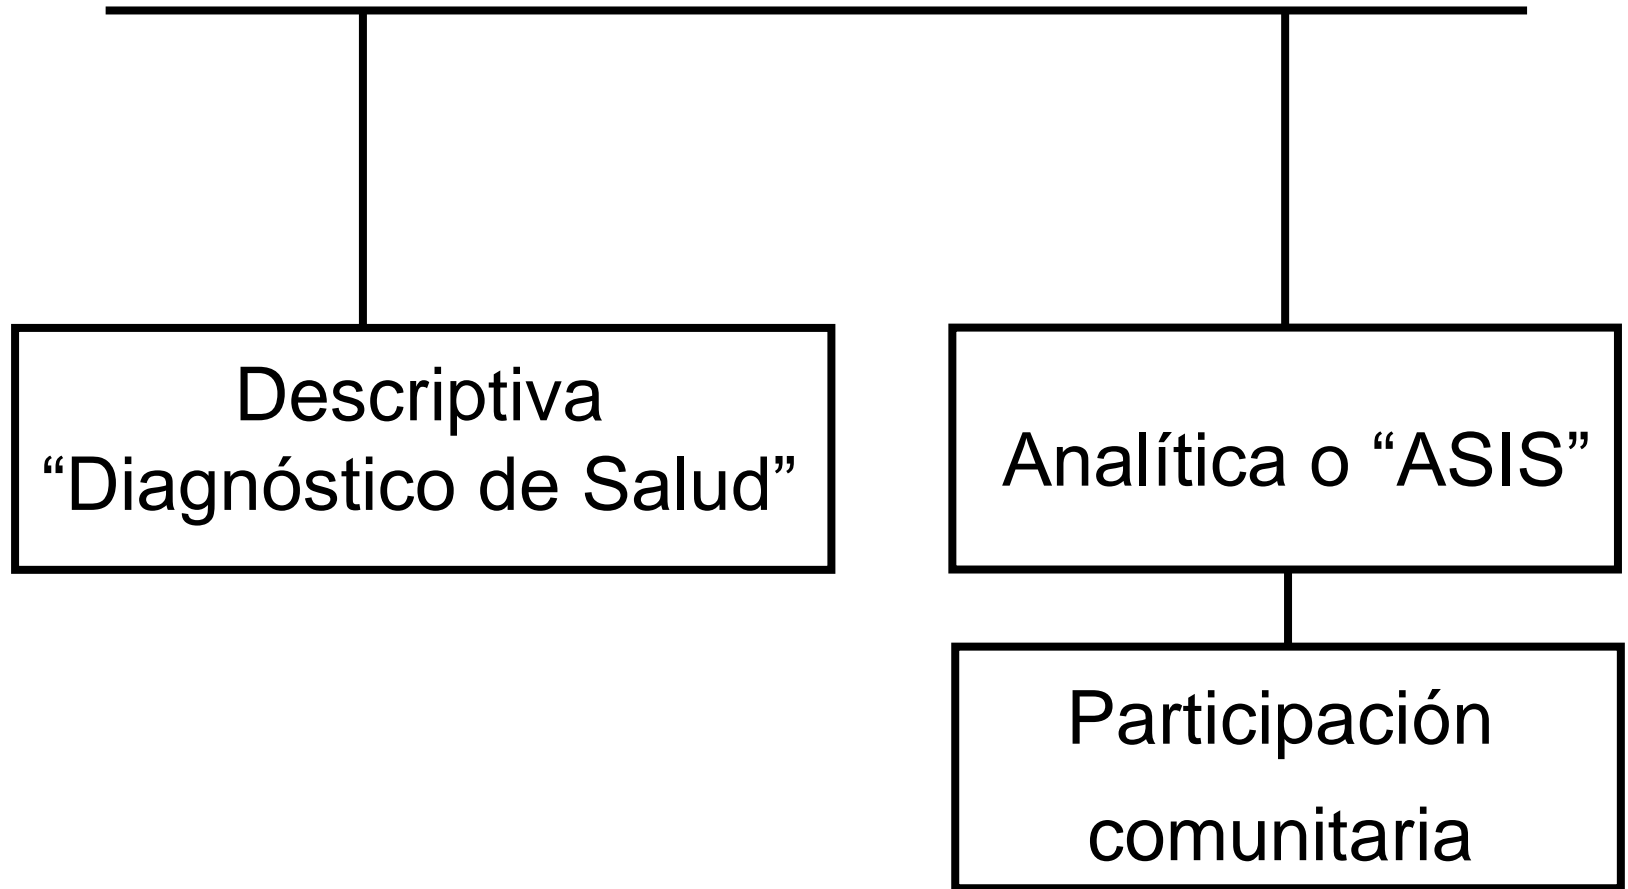 Descriptiva
“Diagnóstico de Salud”
Analítica o “ASIS”
Participación
comunitaria